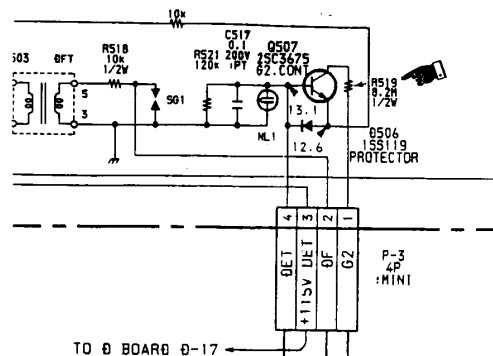 10k
503 DFT
R518
10k
1/2W
5
3
SG1
C517
0.1
R521 200V
120k :PT
NL1
Q507
2SC3675
G2.CONT
13.1
12.6
R519
8.2M
1/2W
D506
1SS119
PROTECTOR
4 3 2 1
DET
+115V DET
DF
G2
P-3
4P
:MINI
TO D BOARD D-17